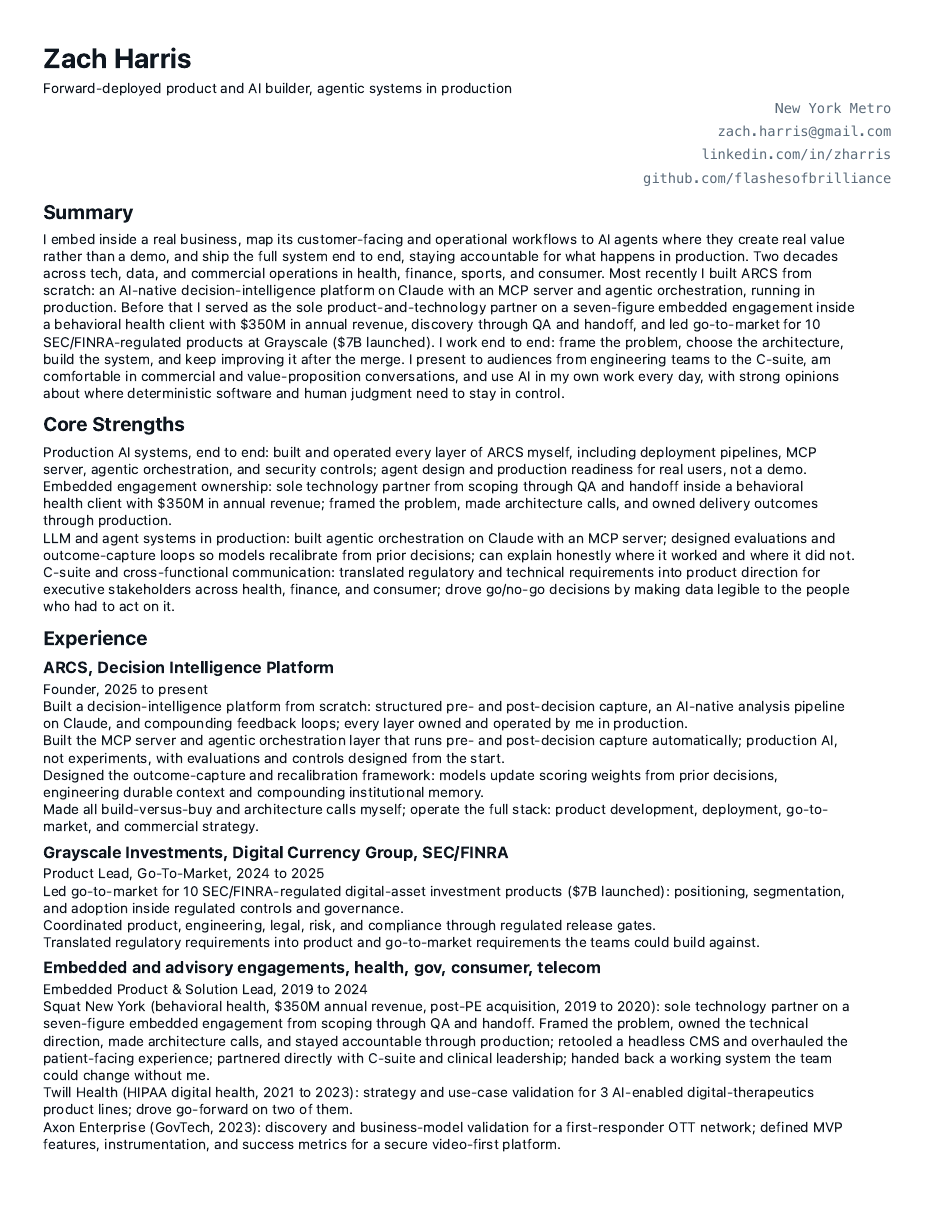 Zach Harris
Forward-deployed product and AI builder, agentic systems in production
New York Metro
zach.harris@gmail.com
linkedin.com/in/zharris
github.com/flashesofbrilliance
Summary
I embed inside a real business, map its customer-facing and operational workflows to AI agents where they create real value
rather than a demo, and ship the full system end to end, staying accountable for what happens in production. Two decades
across tech, data, and commercial operations in health, finance, sports, and consumer. Most recently I built ARCS from
scratch: an AI-native decision-intelligence platform on Claude with an MCP server and agentic orchestration, running in
production. Before that I served as the sole product-and-technology partner on a seven-figure embedded engagement inside
a behavioral health client with $350M in annual revenue, discovery through QA and handoff, and led go-to-market for 10
SEC/FINRA-regulated products at Grayscale ($7B launched). I work end to end: frame the problem, choose the architecture,
build the system, and keep improving it after the merge. I present to audiences from engineering teams to the C-suite, am
comfortable in commercial and value-proposition conversations, and use AI in my own work every day, with strong opinions
about where deterministic software and human judgment need to stay in control.
Core Strengths
Production AI systems, end to end: built and operated every layer of ARCS myself, including deployment pipelines, MCP
server, agentic orchestration, and security controls; agent design and production readiness for real users, not a demo.
Embedded engagement ownership: sole technology partner from scoping through QA and handoff inside a behavioral
health client with $350M in annual revenue; framed the problem, made architecture calls, and owned delivery outcomes
through production.
LLM and agent systems in production: built agentic orchestration on Claude with an MCP server; designed evaluations and
outcome-capture loops so models recalibrate from prior decisions; can explain honestly where it worked and where it did not.
C-suite and cross-functional communication: translated regulatory and technical requirements into product direction for
executive stakeholders across health, finance, and consumer; drove go/no-go decisions by making data legible to the people
who had to act on it.
Experience
ARCS, Decision Intelligence Platform
Founder, 2025 to present
Built a decision-intelligence platform from scratch: structured pre- and post-decision capture, an AI-native analysis pipeline
on Claude, and compounding feedback loops; every layer owned and operated by me in production.
Built the MCP server and agentic orchestration layer that runs pre- and post-decision capture automatically; production AI,
not experiments, with evaluations and controls designed from the start.
Designed the outcome-capture and recalibration framework: models update scoring weights from prior decisions,
engineering durable context and compounding institutional memory.
Made all build-versus-buy and architecture calls myself; operate the full stack: product development, deployment, go-to-
market, and commercial strategy.
Grayscale Investments, Digital Currency Group, SEC/FINRA
Product Lead, Go-To-Market, 2024 to 2025
Led go-to-market for 10 SEC/FINRA-regulated digital-asset investment products ($7B launched): positioning, segmentation,
and adoption inside regulated controls and governance.
Coordinated product, engineering, legal, risk, and compliance through regulated release gates.
Translated regulatory requirements into product and go-to-market requirements the teams could build against.
Embedded and advisory engagements, health, gov, consumer, telecom
Embedded Product & Solution Lead, 2019 to 2024
Squat New York (behavioral health, $350M annual revenue, post-PE acquisition, 2019 to 2020): sole technology partner on a
seven-figure embedded engagement from scoping through QA and handoff. Framed the problem, owned the technical
direction, made architecture calls, and stayed accountable through production; retooled a headless CMS and overhauled the
patient-facing experience; partnered directly with C-suite and clinical leadership; handed back a working system the team
could change without me.
Twill Health (HIPAA digital health, 2021 to 2023): strategy and use-case validation for 3 AI-enabled digital-therapeutics
product lines; drove go-forward on two of them.
Axon Enterprise (GovTech, 2023): discovery and business-model validation for a first-responder OTT network; defined MVP
features, instrumentation, and success metrics for a secure video-first platform.